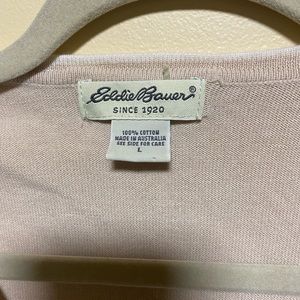 Eddie Bauer®
SINCE 1920
100% COTTON
MADE IN AUSTRALIA
SEE SIDE FOR CARE
L